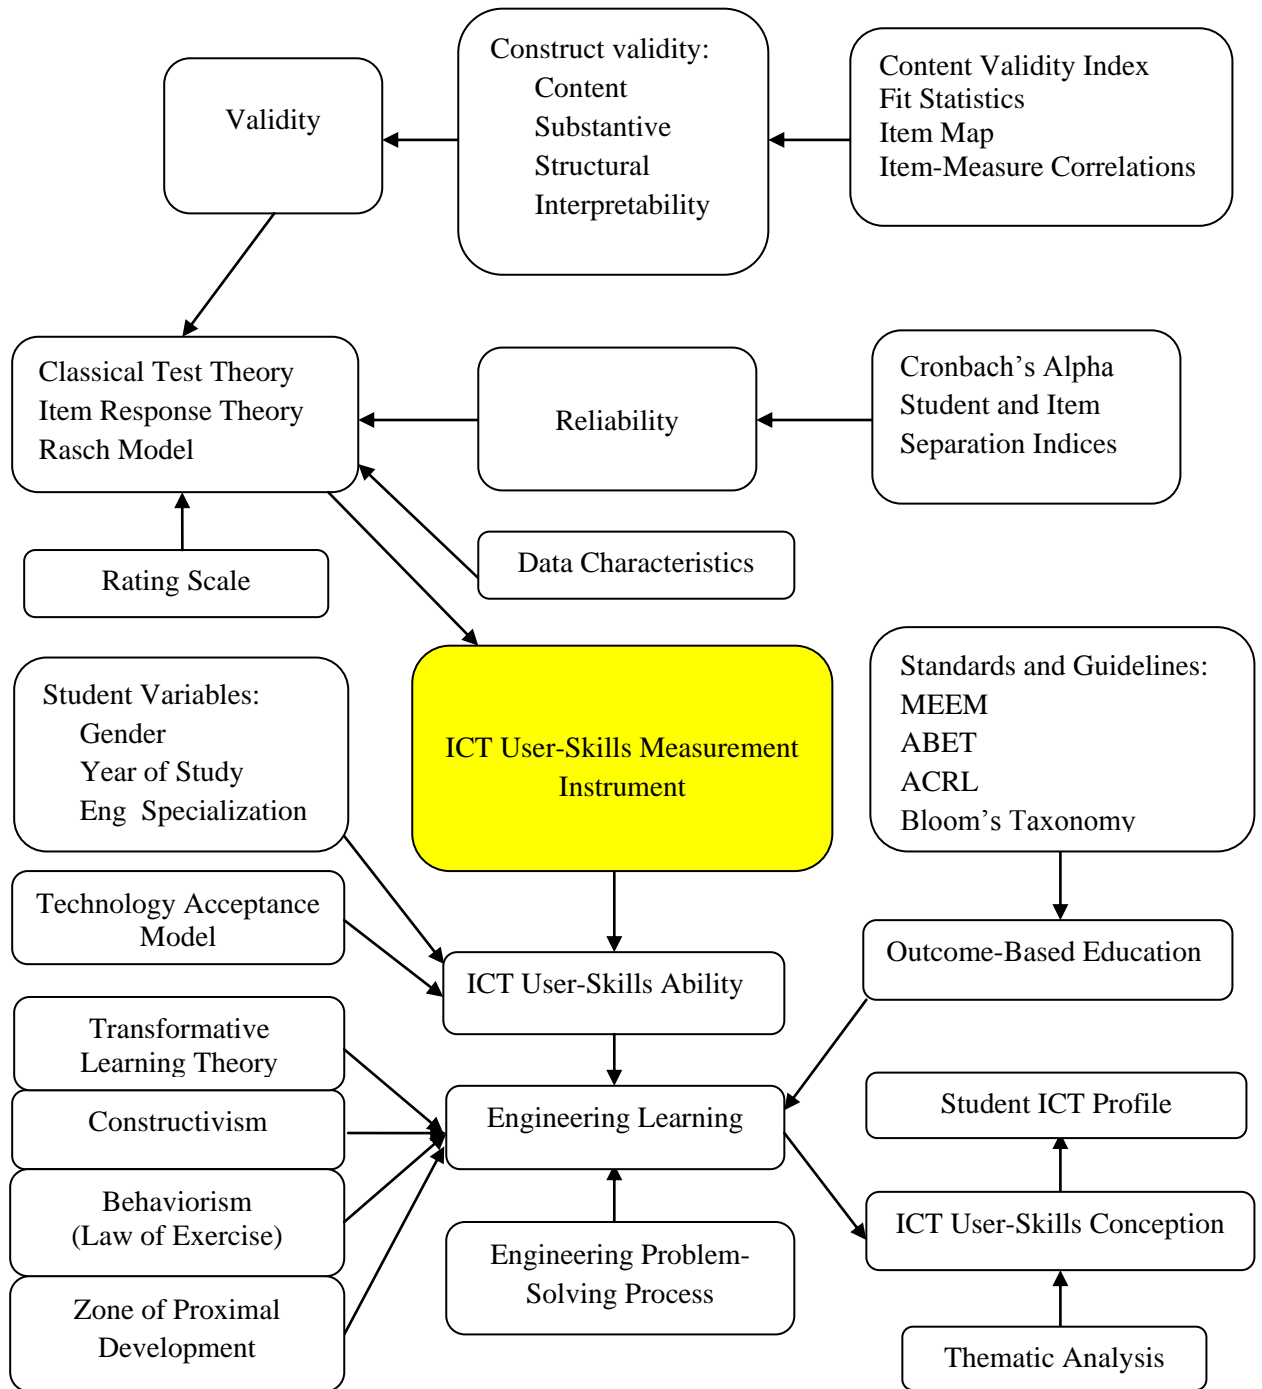 Validity
Construct validity:
Content
Substantive
Structural
Interpretability
Content Validity Index
Fit Statistics
Item Map
Item-Measure Correlations
Classical Test Theory
Item Response Theory
Rasch Model
Reliability
Cronbach’s Alpha
Student and Item
Separation Indices
Rating Scale
Data Characteristics
Student Variables:
Gender
Year of Study
Eng Specialization
ICT User-Skills Measurement
Instrument
Standards and Guidelines:
MEEM
ABET
ACRL
Bloom’s Taxonomy
Technology Acceptance
Model
ICT User-Skills Ability
Outcome-Based Education
Transformative
Learning Theory
Constructivism
Behaviorism
(Law of Exercise)
Zone of Proximal
Development
Engineering Learning
Engineering Problem-
Solving Process
Student ICT Profile
ICT User-Skills Conception
Thematic Analysis